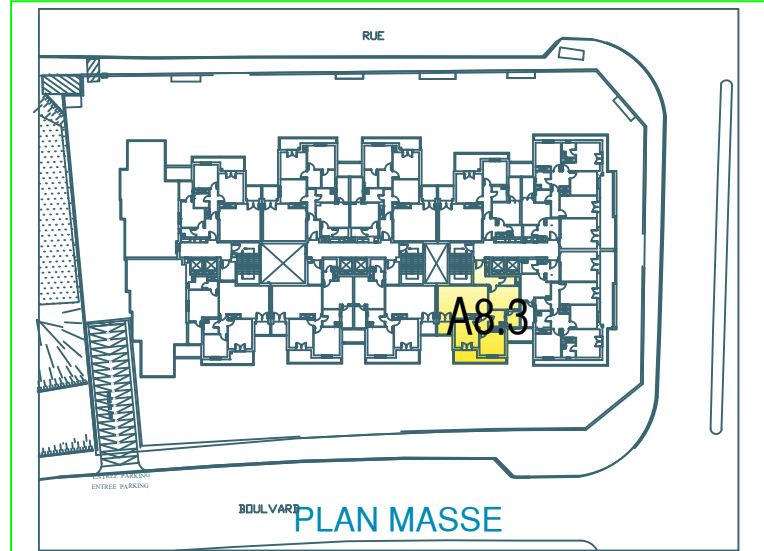 RUE
A8.3
ENTREE PARKING
ENTREE PARKING
BOULVARD
PLAN MASSE